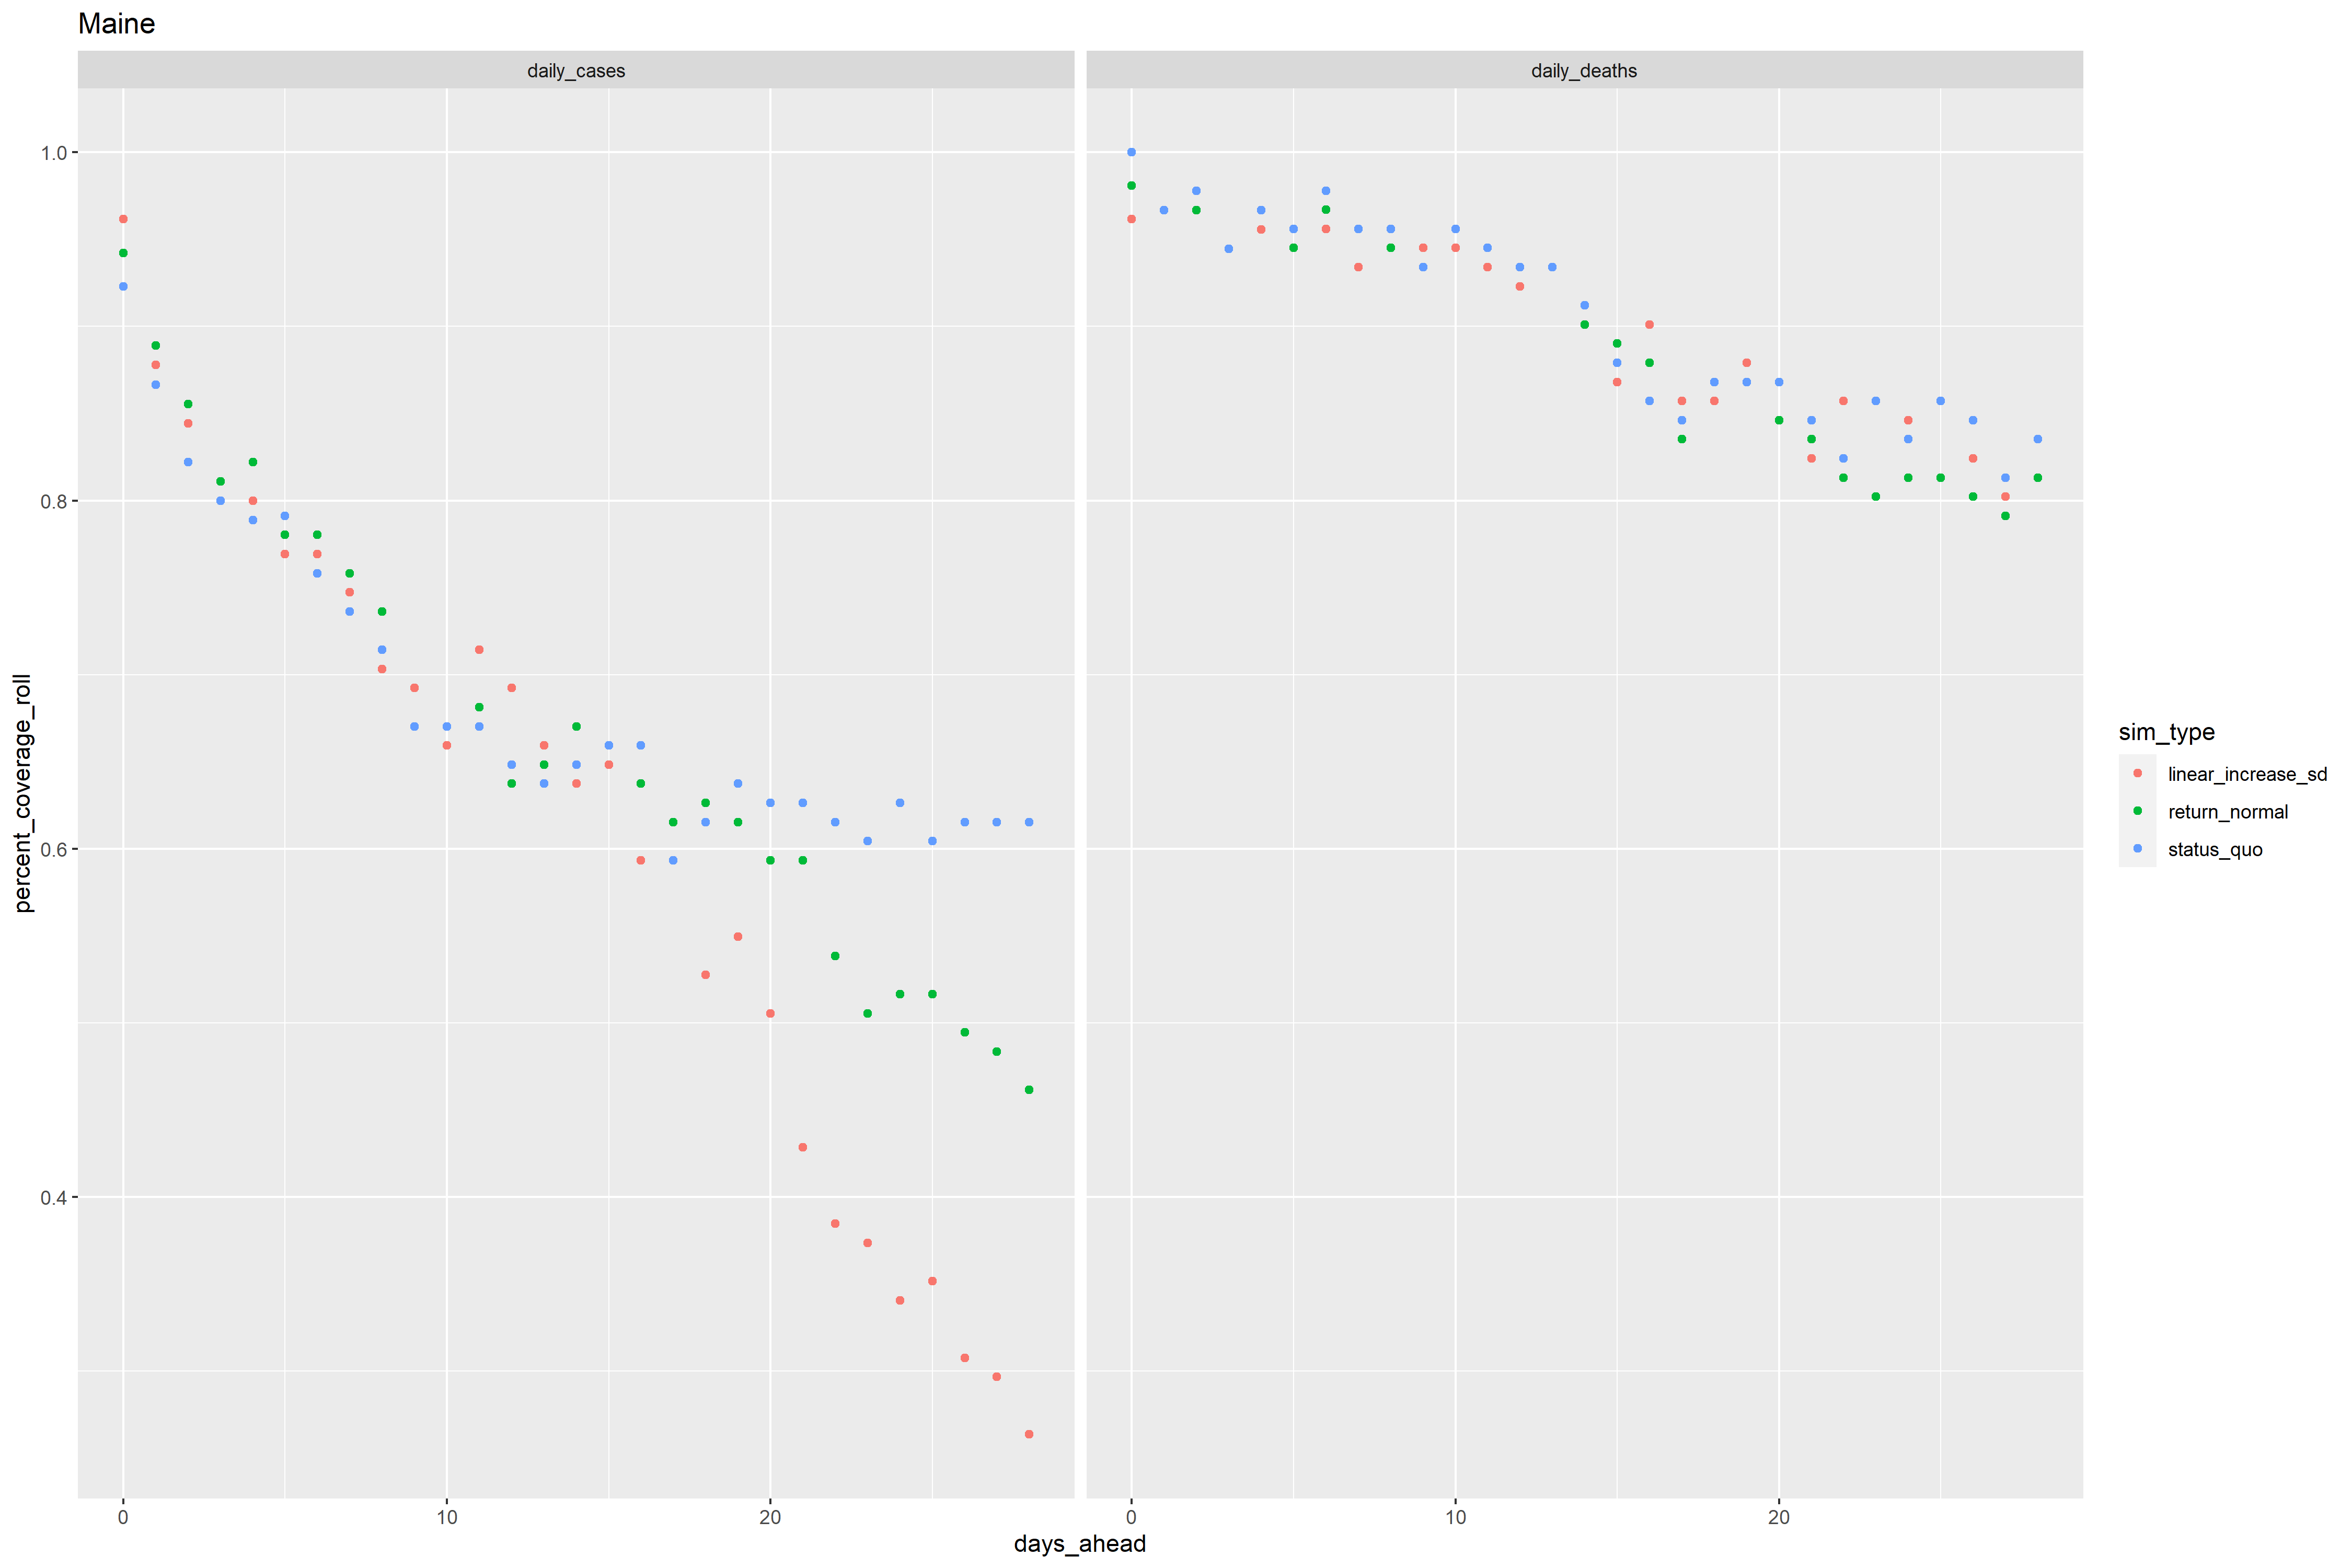 Maine
daily_cases
daily_deaths
percent_coverage_roll
1.0
0.8
0.6
0.4
0
10
20
0
10
20
days_ahead
sim_type
linear_increase_sd
return_normal
status_quo